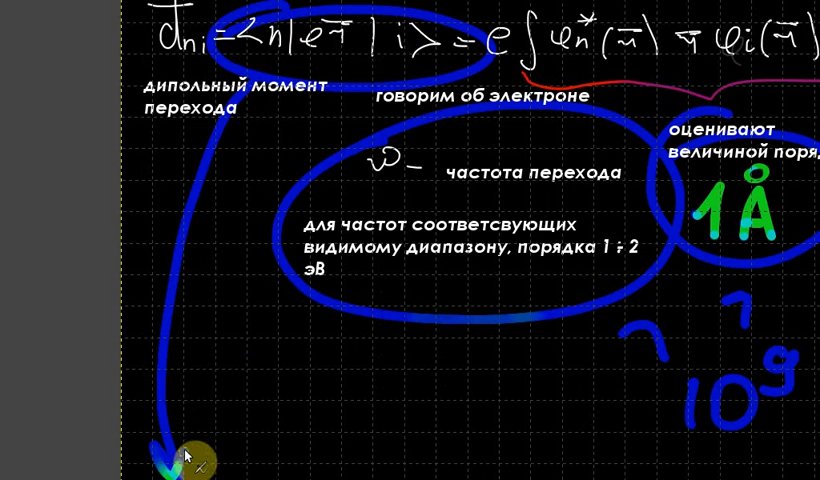 d̄ni = <n|er̄|i> = e∫φn*(r̄) r̄ φi(r̄)
дипольный момент
перехода
говорим об электроне
оценивают
величиной поряд
ω - частота перехода
1Å
для частот соответсвующих
видимому диапазону, порядка 1 ÷ 2
эВ
10⁹